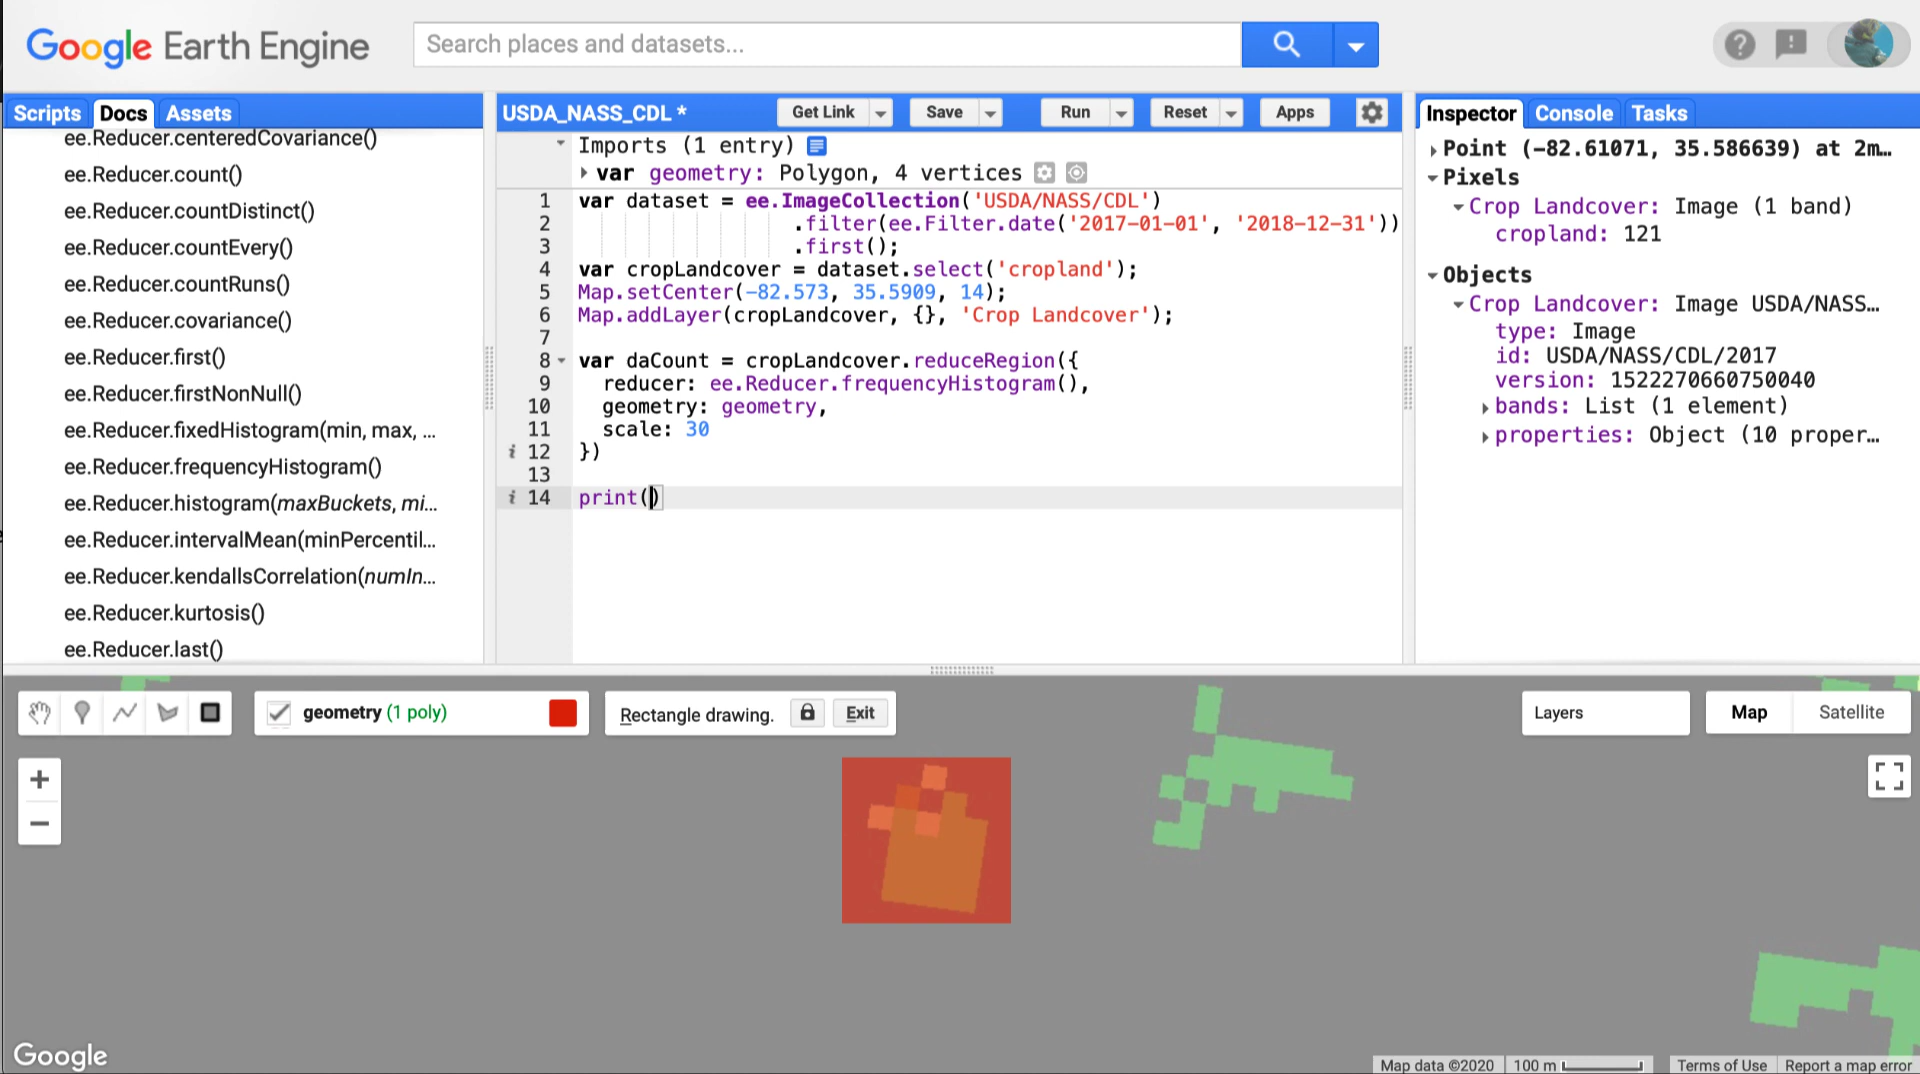 Google Earth Engine
Search places and datasets...
Scripts Docs Assets
ee.Reducer.centeredCovariance()
ee.Reducer.count()
ee.Reducer.countDistinct()
ee.Reducer.countEvery()
ee.Reducer.countRuns()
ee.Reducer.covariance()
ee.Reducer.first()
ee.Reducer.firstNonNull()
ee.Reducer.fixedHistogram(min, max, ...
ee.Reducer.frequencyHistogram()
ee.Reducer.histogram(maxBuckets, mi...
ee.Reducer.intervalMean(minPercentil...
ee.Reducer.kendallsCorrelation(numIn...
ee.Reducer.kurtosis()
ee.Reducer.last()
USDA_NASS_CDL * Get Link Save Run Reset Apps
Imports (1 entry)
var geometry: Polygon, 4 vertices
1 var dataset = ee.ImageCollection('USDA/NASS/CDL')
2 .filter(ee.Filter.date('2017-01-01', '2018-12-31'))
3 .first();
4 var cropLandcover = dataset.select('cropland');
5 Map.setCenter(-82.573, 35.5909, 14);
6 Map.addLayer(cropLandcover, {}, 'Crop Landcover');
7
8 var daCount = cropLandcover.reduceRegion({
9 reducer: ee.Reducer.frequencyHistogram(),
10 geometry: geometry,
11 scale: 30
i 12 })
13
i 14 print()
Inspector Console Tasks
Point (-82.61071, 35.586639) at 2m...
Pixels
Crop Landcover: Image (1 band)
cropland: 121
Objects
Crop Landcover: Image USDA/NASS...
type: Image
id: USDA/NASS/CDL/2017
version: 1522270660750040
bands: List (1 element)
properties: Object (10 proper...
geometry (1 poly)
Rectangle drawing. Exit
Layers
Map Satellite
+
−
Google
Map data ©2020 100 m Terms of Use Report a map error